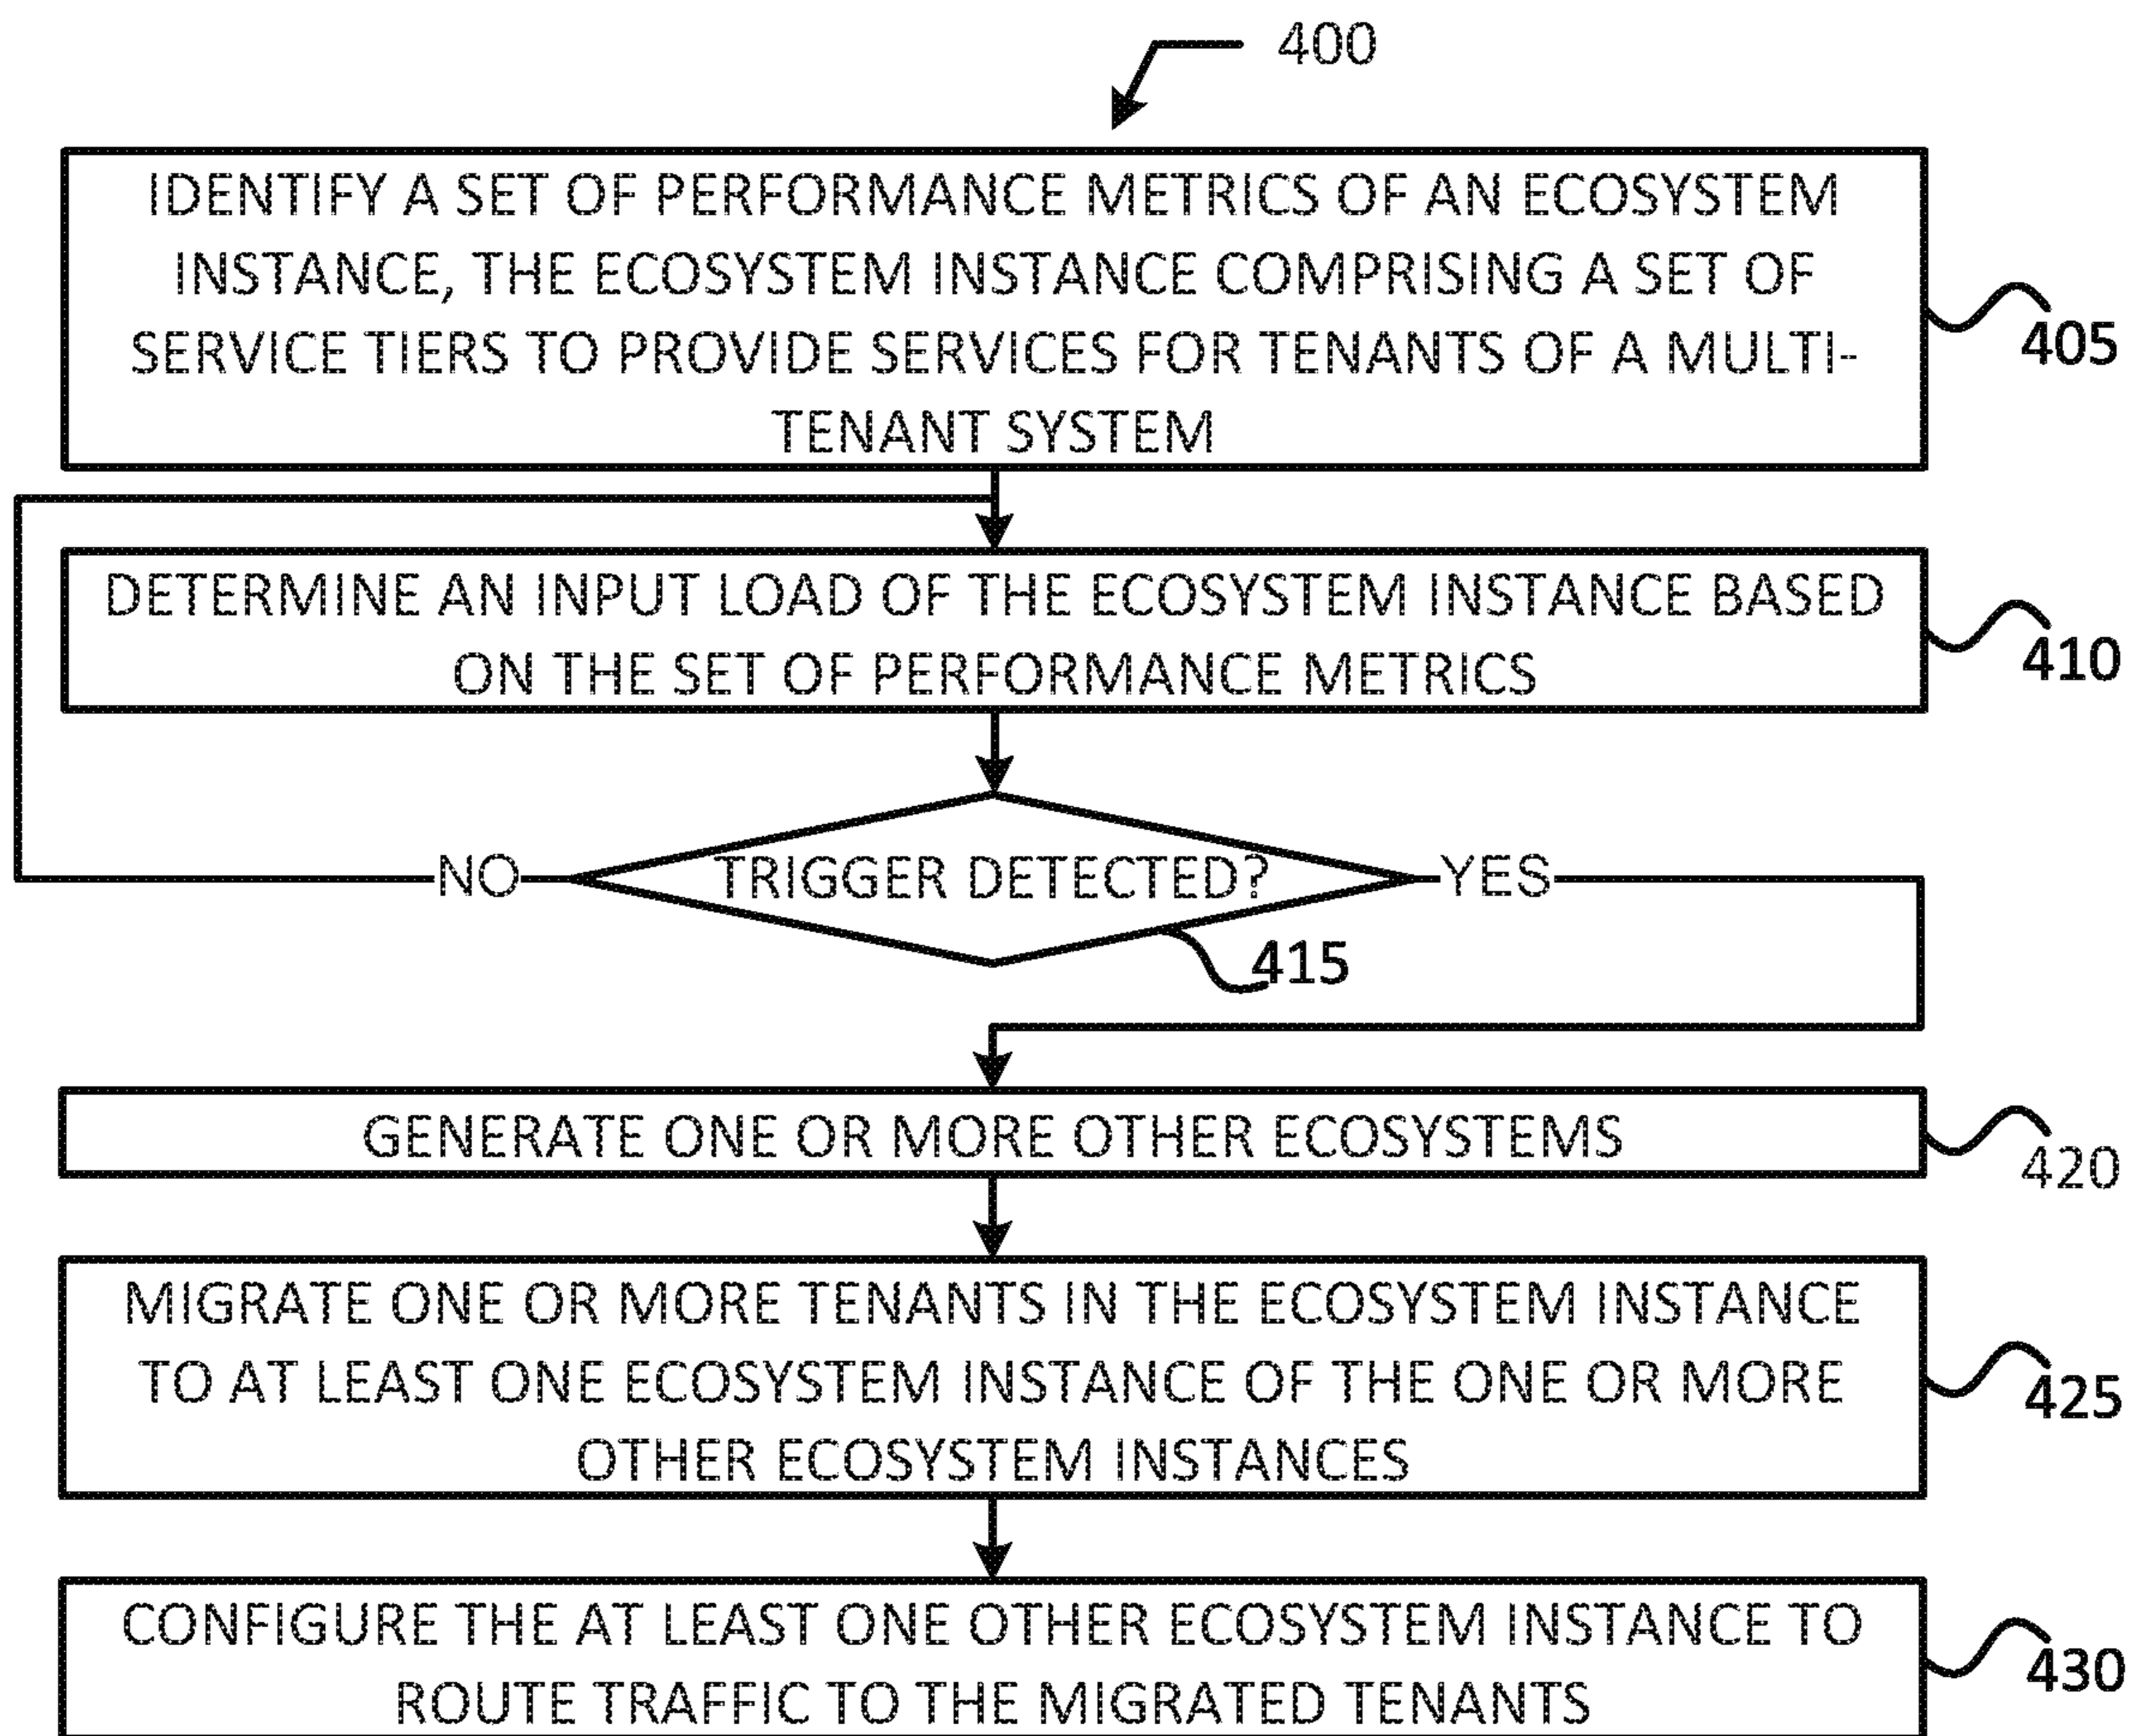 400
IDENTIFY A SET OF PERFORMANCE METRICS OF AN ECOSYSTEM
INSTANCE, THE ECOSYSTEM INSTANCE COMPRISING A SET OF
SERVICE TIERS TO PROVIDE SERVICES FOR TENANTS OF A MULTI-
TENANT SYSTEM
405
DETERMINE AN INPUT LOAD OF THE ECOSYSTEM INSTANCE BASED
ON THE SET OF PERFORMANCE METRICS
410
NO
TRIGGER DETECTED?
YES
415
GENERATE ONE OR MORE OTHER ECOSYSTEMS
420
MIGRATE ONE OR MORE TENANTS IN THE ECOSYSTEM INSTANCE
TO AT LEAST ONE ECOSYSTEM INSTANCE OF THE ONE OR MORE
OTHER ECOSYSTEM INSTANCES
425
CONFIGURE THE AT LEAST ONE OTHER ECOSYSTEM INSTANCE TO
ROUTE TRAFFIC TO THE MIGRATED TENANTS
430